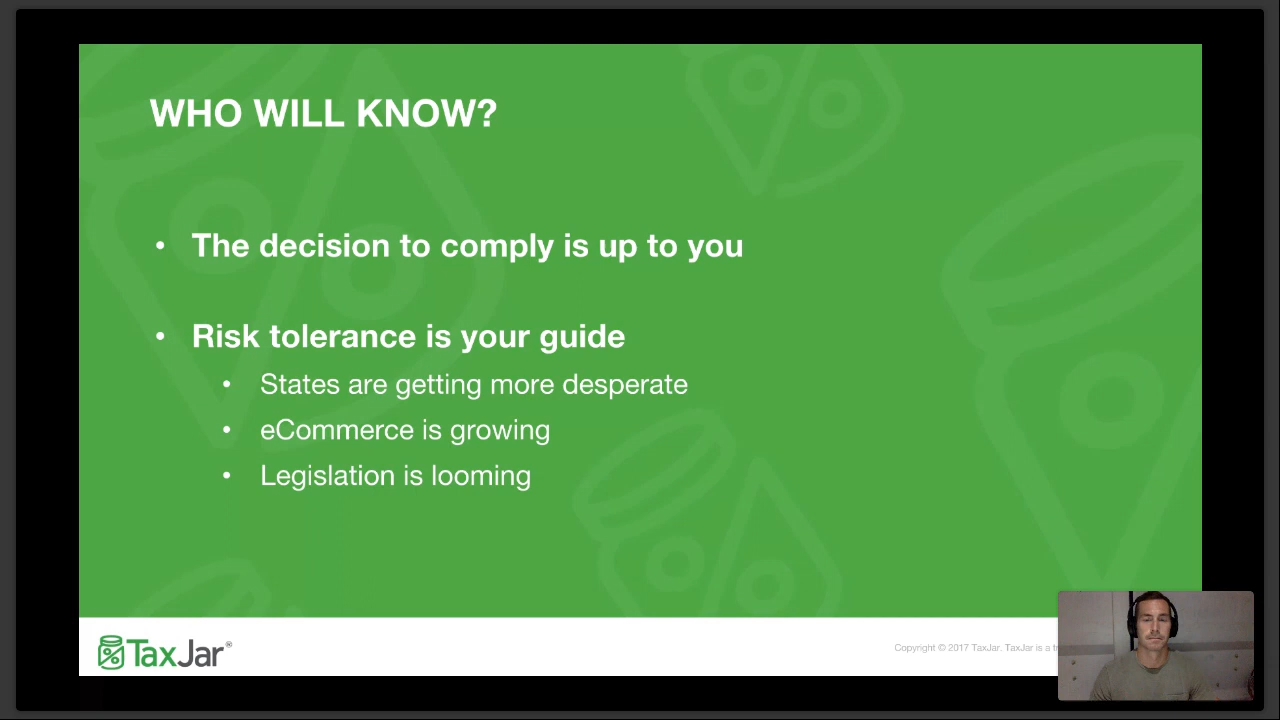 WHO WILL KNOW?
• The decision to comply is up to you
• Risk tolerance is your guide
• States are getting more desperate
• eCommerce is growing
• Legislation is looming
TaxJar®
Copyright © 2017 TaxJar. TaxJar is a